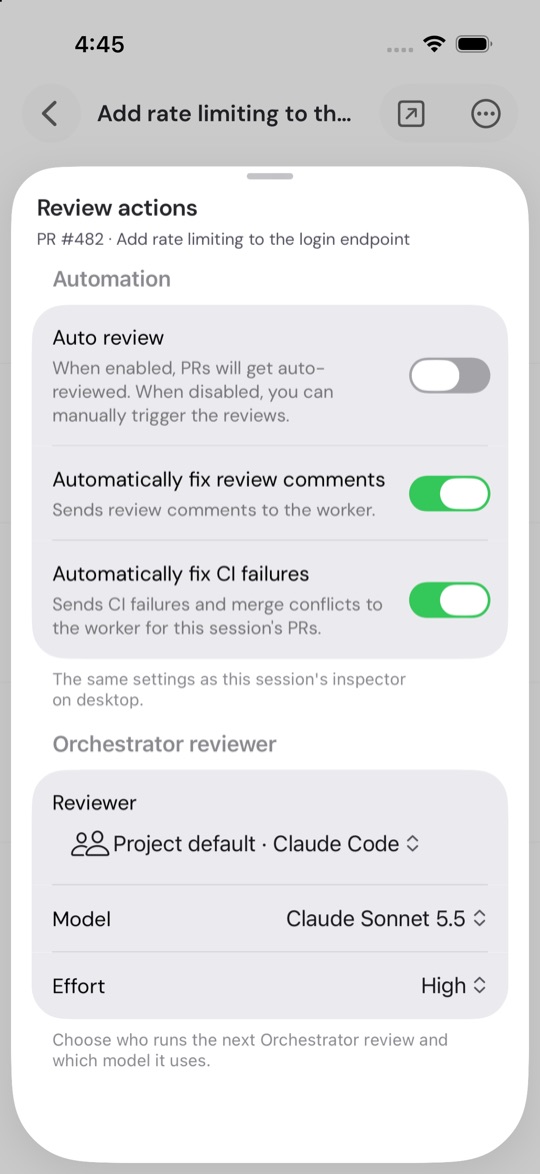 4:45
Add rate limiting to th...
Review actions
PR #482 · Add rate limiting to the login endpoint
Automation
Auto review
When enabled, PRs will get auto-
reviewed. When disabled, you can
manually trigger the reviews.
Automatically fix review comments
Sends review comments to the worker.
Automatically fix CI failures
Sends CI failures and merge conflicts to
the worker for this session's PRs.
The same settings as this session's inspector
on desktop.
Orchestrator reviewer
Reviewer
Project default · Claude Code
Model Claude Sonnet 5.5
Effort High
Choose who runs the next Orchestrator review and
which model it uses.